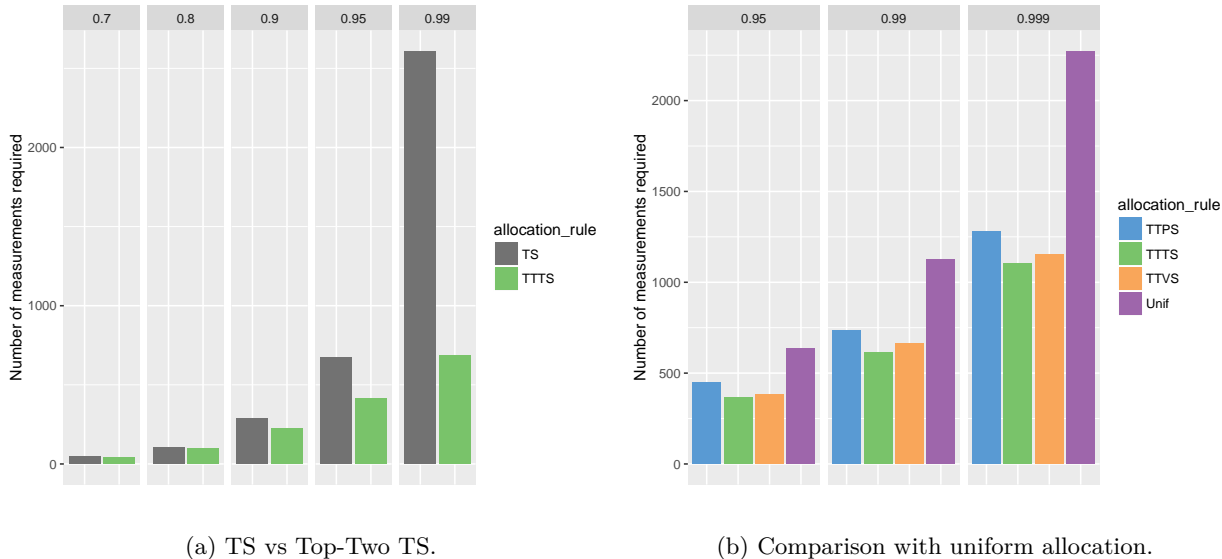 0.7 0.8 0.9 0.95 0.99
Number of measurements required
2000
1000
0
allocation_rule
TS
TTTS
(a) TS vs Top-Two TS.
0.95 0.99 0.999
Number of measurements required
2000
1500
1000
500
0
allocation_rule
TTPS
TTTS
TTVS
Unif
(b) Comparison with uniform allocation.